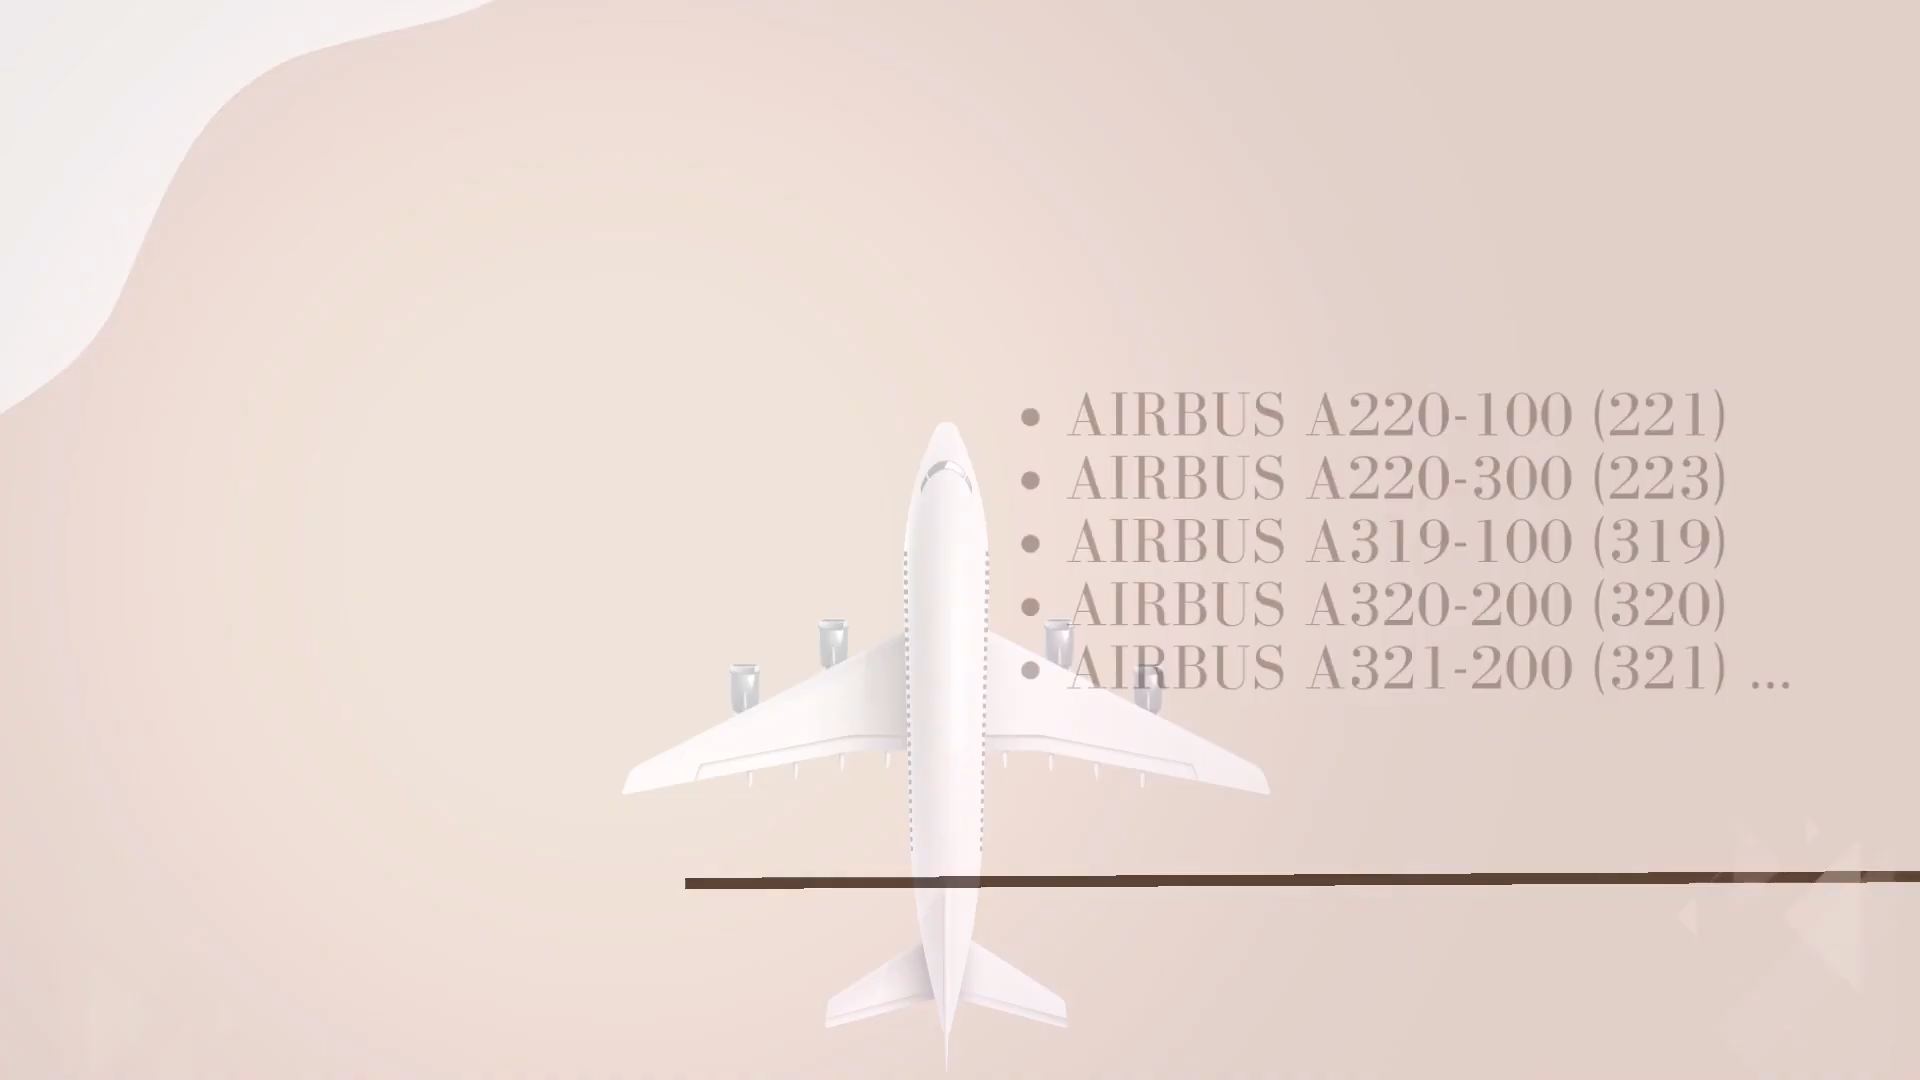 • AIRBUS A220-100 (221)
• AIRBUS A220-300 (223)
• AIRBUS A319-100 (319)
• AIRBUS A320-200 (320)
• AIRBUS A321-200 (321) ...